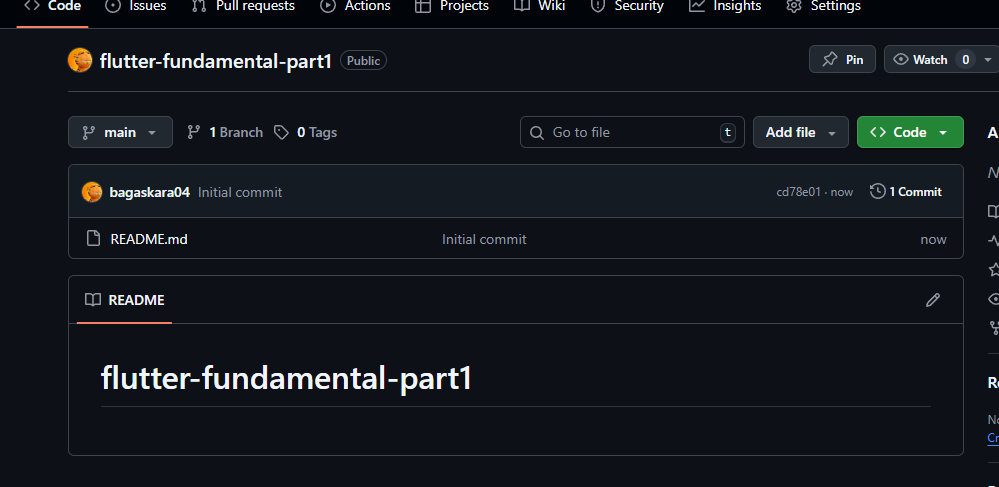 Code Issues Pull requests Actions Projects Wiki Security Insights Settings
flutter-fundamental-part1 Public Pin Watch 0
main 1 Branch 0 Tags Go to file t Add file Code
bagaskara04 Initial commit cd78e01 · now 1 Commit
README.md Initial commit now
README
flutter-fundamental-part1